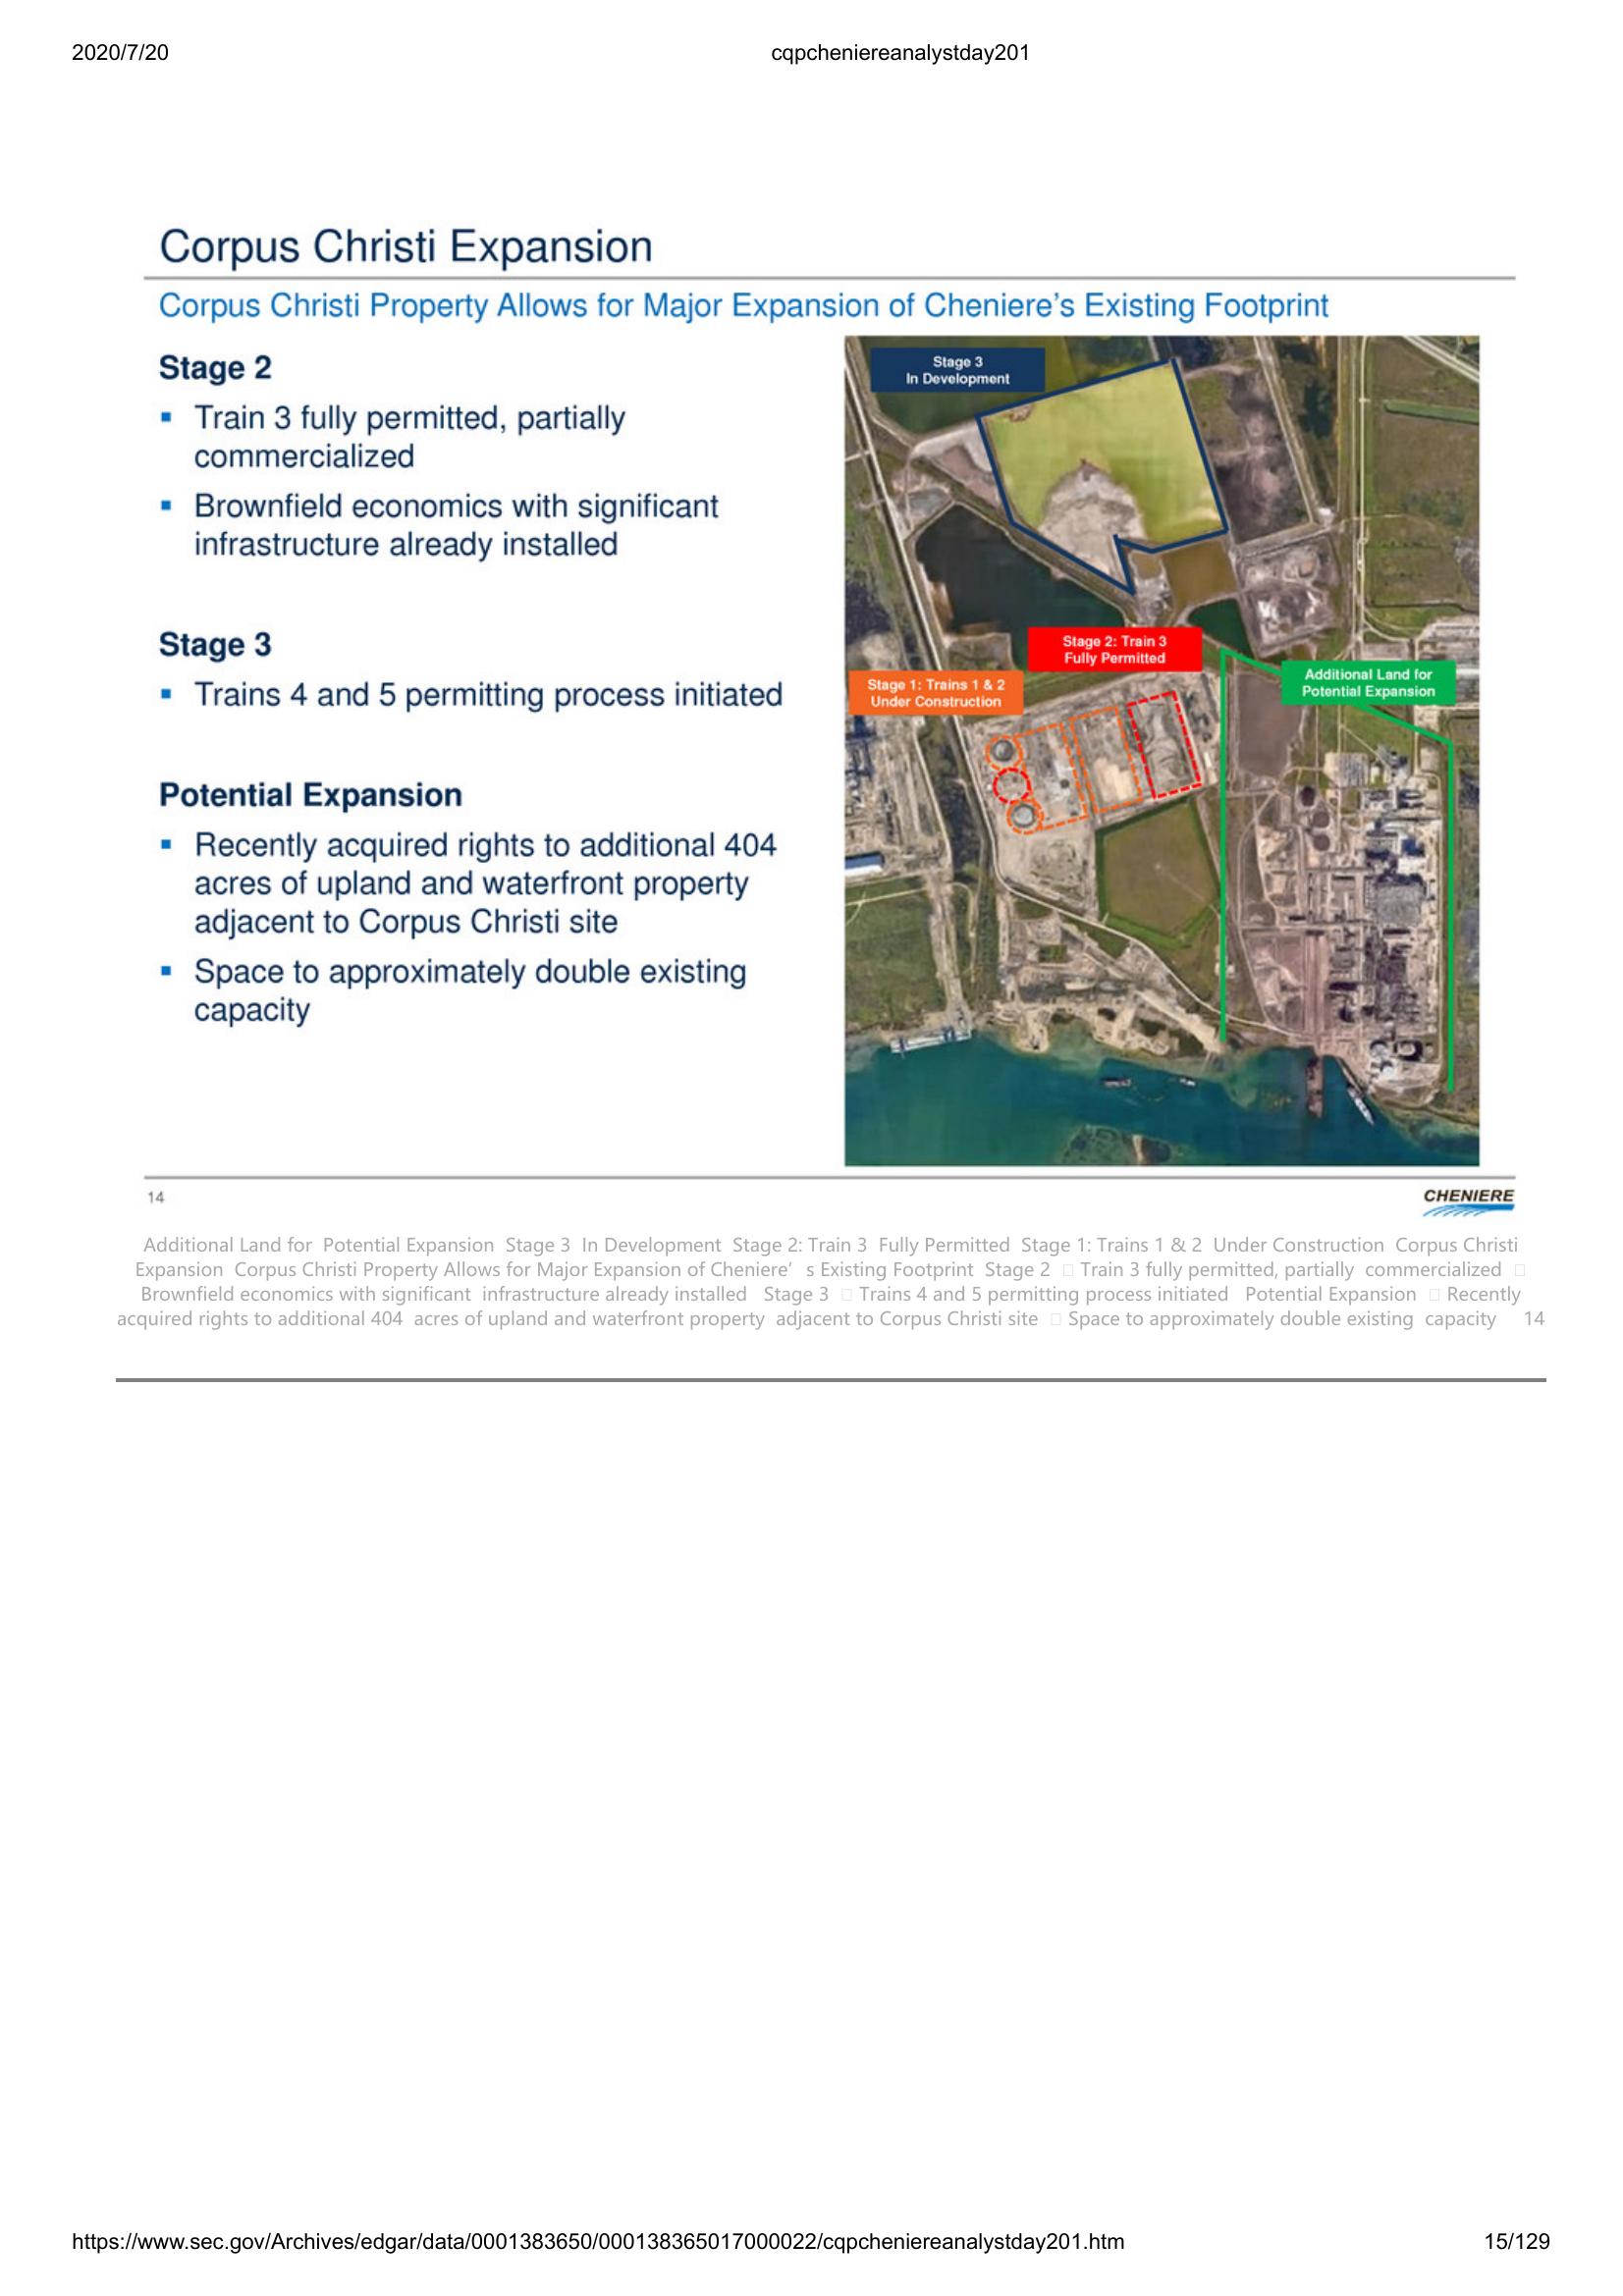 2020/7/20
cqpcheniereanalystday201
Corpus Christi Expansion
Corpus Christi Property Allows for Major Expansion of Cheniere's Existing Footprint
Stage 2
▪ Train 3 fully permitted, partially
commercialized
▪ Brownfield economics with significant
infrastructure already installed
Stage 3
▪ Trains 4 and 5 permitting process initiated
Potential Expansion
▪ Recently acquired rights to additional 404
acres of upland and waterfront property
adjacent to Corpus Christi site
▪ Space to approximately double existing
capacity
Stage 3
In Development
Stage 2: Train 3
Fully Permitted
Stage 1: Trains 1 & 2
Under Construction
Additional Land for
Potential Expansion
14
CHENIERE
Additional Land for Potential Expansion Stage 3 In Development Stage 2: Train 3 Fully Permitted Stage 1: Trains 1 & 2 Under Construction Corpus Christi
Expansion Corpus Christi Property Allows for Major Expansion of Cheniere's Existing Footprint Stage 2 □ Train 3 fully permitted, partially commercialized □
Brownfield economics with significant infrastructure already installed Stage 3 □ Trains 4 and 5 permitting process initiated Potential Expansion □ Recently
acquired rights to additional 404 acres of upland and waterfront property adjacent to Corpus Christi site □ Space to approximately double existing capacity 14
https://www.sec.gov/Archives/edgar/data/0001383650/000138365017000022/cqpcheniereanalystday201.htm
15/129